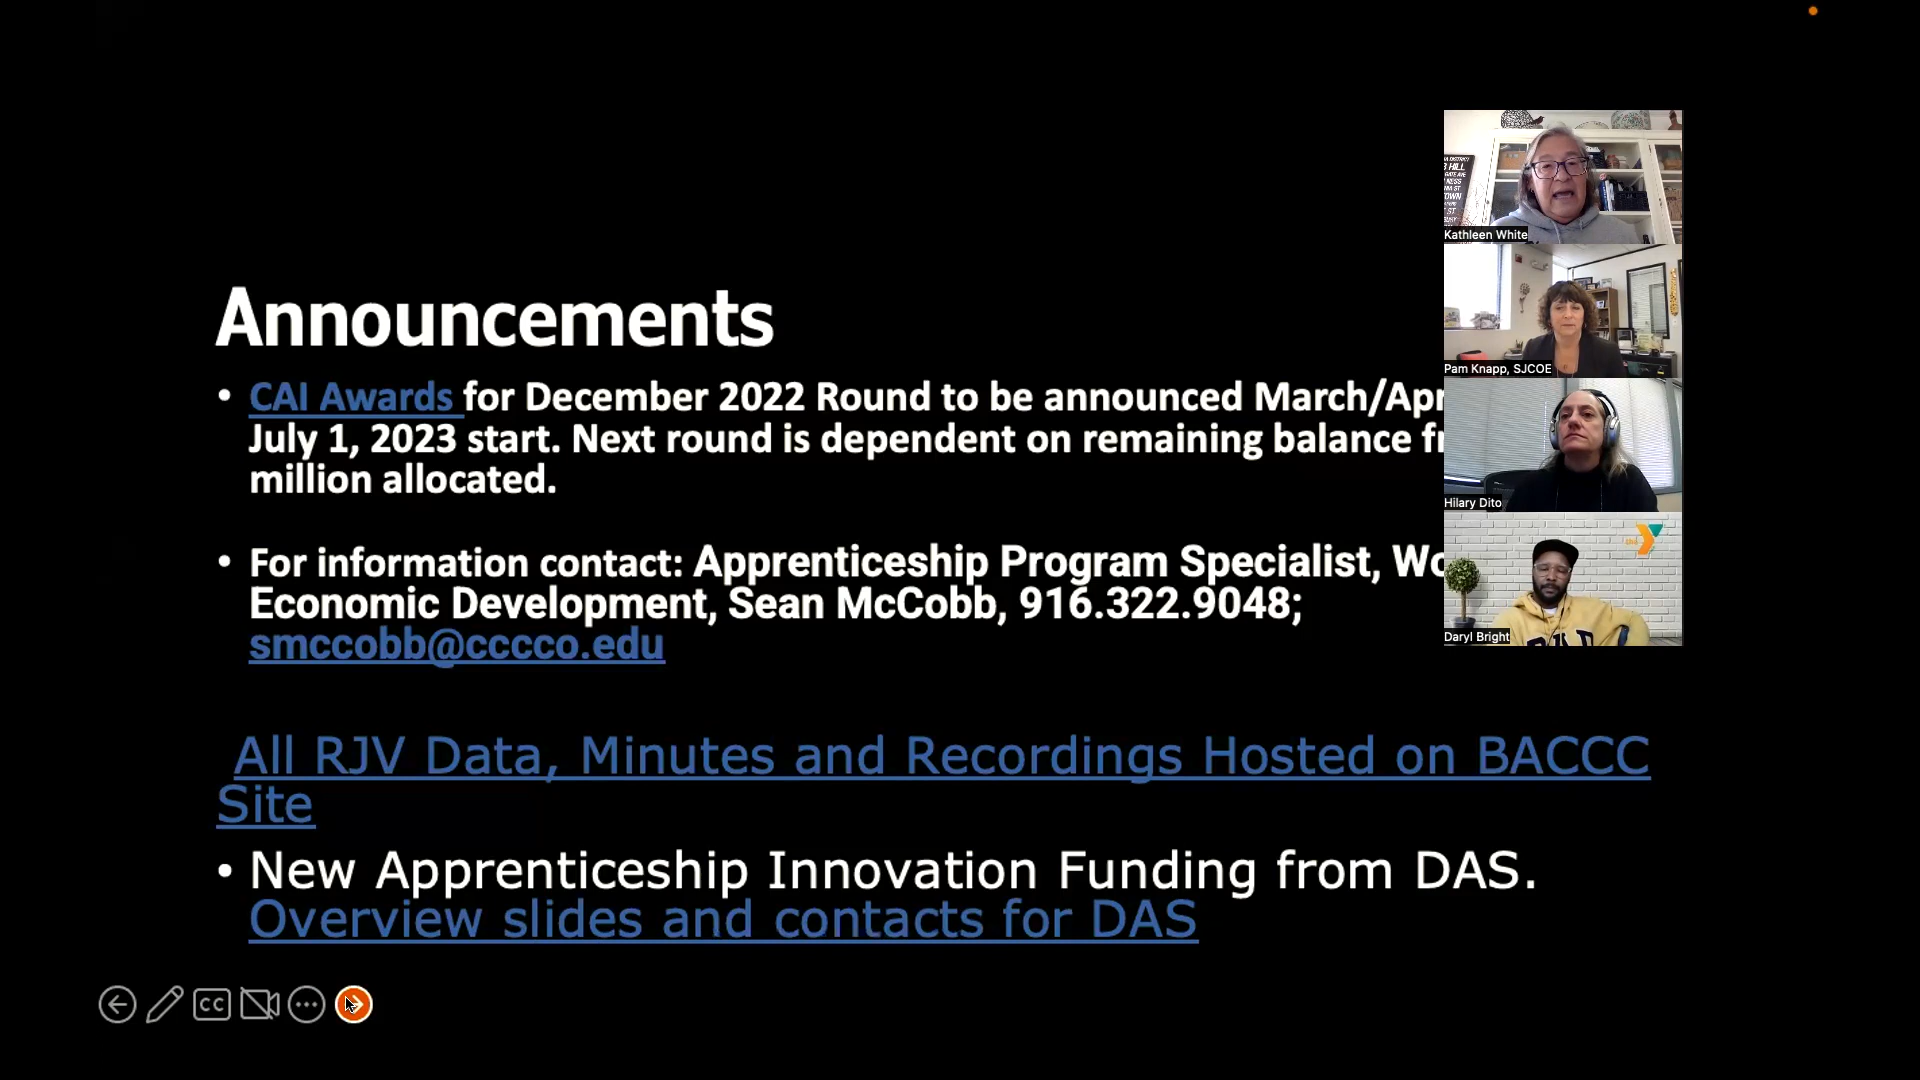 Announcements
• CAI Awards for December 2022 Round to be announced March/Apr
July 1, 2023 start. Next round is dependent on remaining balance fr
million allocated.
• For information contact: Apprenticeship Program Specialist, Wo
Economic Development, Sean McCobb, 916.322.9048;
smccobb@cccco.edu
All RJV Data, Minutes and Recordings Hosted on BACCC
Site
• New Apprenticeship Innovation Funding from DAS.
Overview slides and contacts for DAS
Kathleen White
Pam Knapp, SJCOE
Hilary Dito
the Y
Daryl Bright
CC